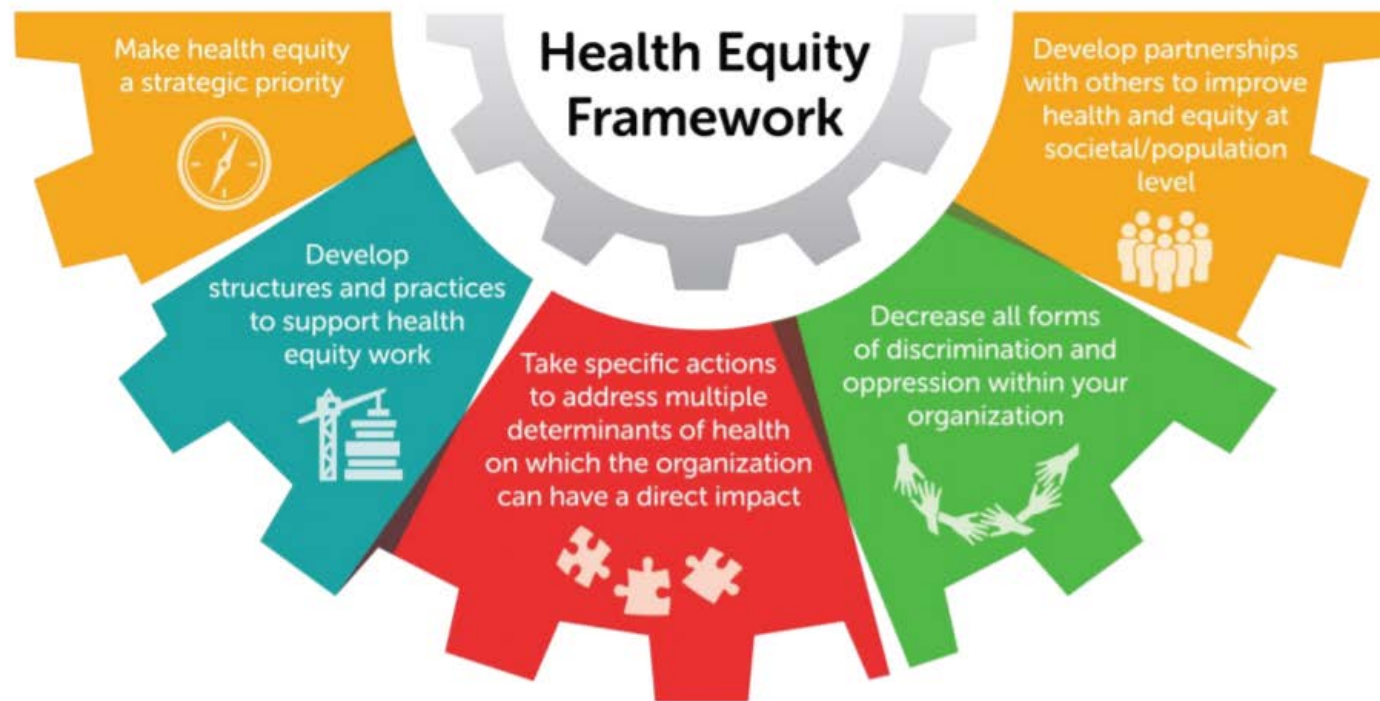 Health Equity
Framework
Make health equity
a strategic priority
Develop
structures and practices
to support health
equity work
Take specific actions
to address multiple
determinants of health
on which the organization
can have a direct impact
Decrease all forms
of discrimination and
oppression within your
organization
Develop partnerships
with others to improve
health and equity at
societal/population
level